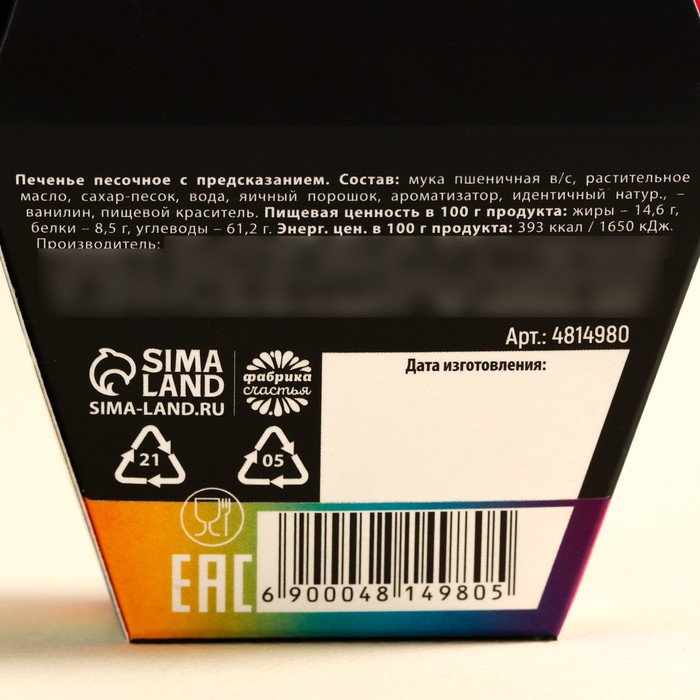 Печенье песочное с предсказанием. Состав: мука пшеничная в/с, растительное
масло, сахар-песок, вода, яичный порошок, ароматизатор, идентичный натур., –
ванилин, пищевой краситель. Пищевая ценность в 100 г продукта: жиры – 14,6 г,
белки – 8,5 г, углеводы – 61,2 г. Энерг. цен. в 100 г продукта: 393 ккал / 1650 кДж.
Производитель:
Арт.: 4814980
SIMA
LAND
SIMA-LAND.RU
фабрика
счастья
Дата изготовления:
21
05
EAC
6 900048 149805